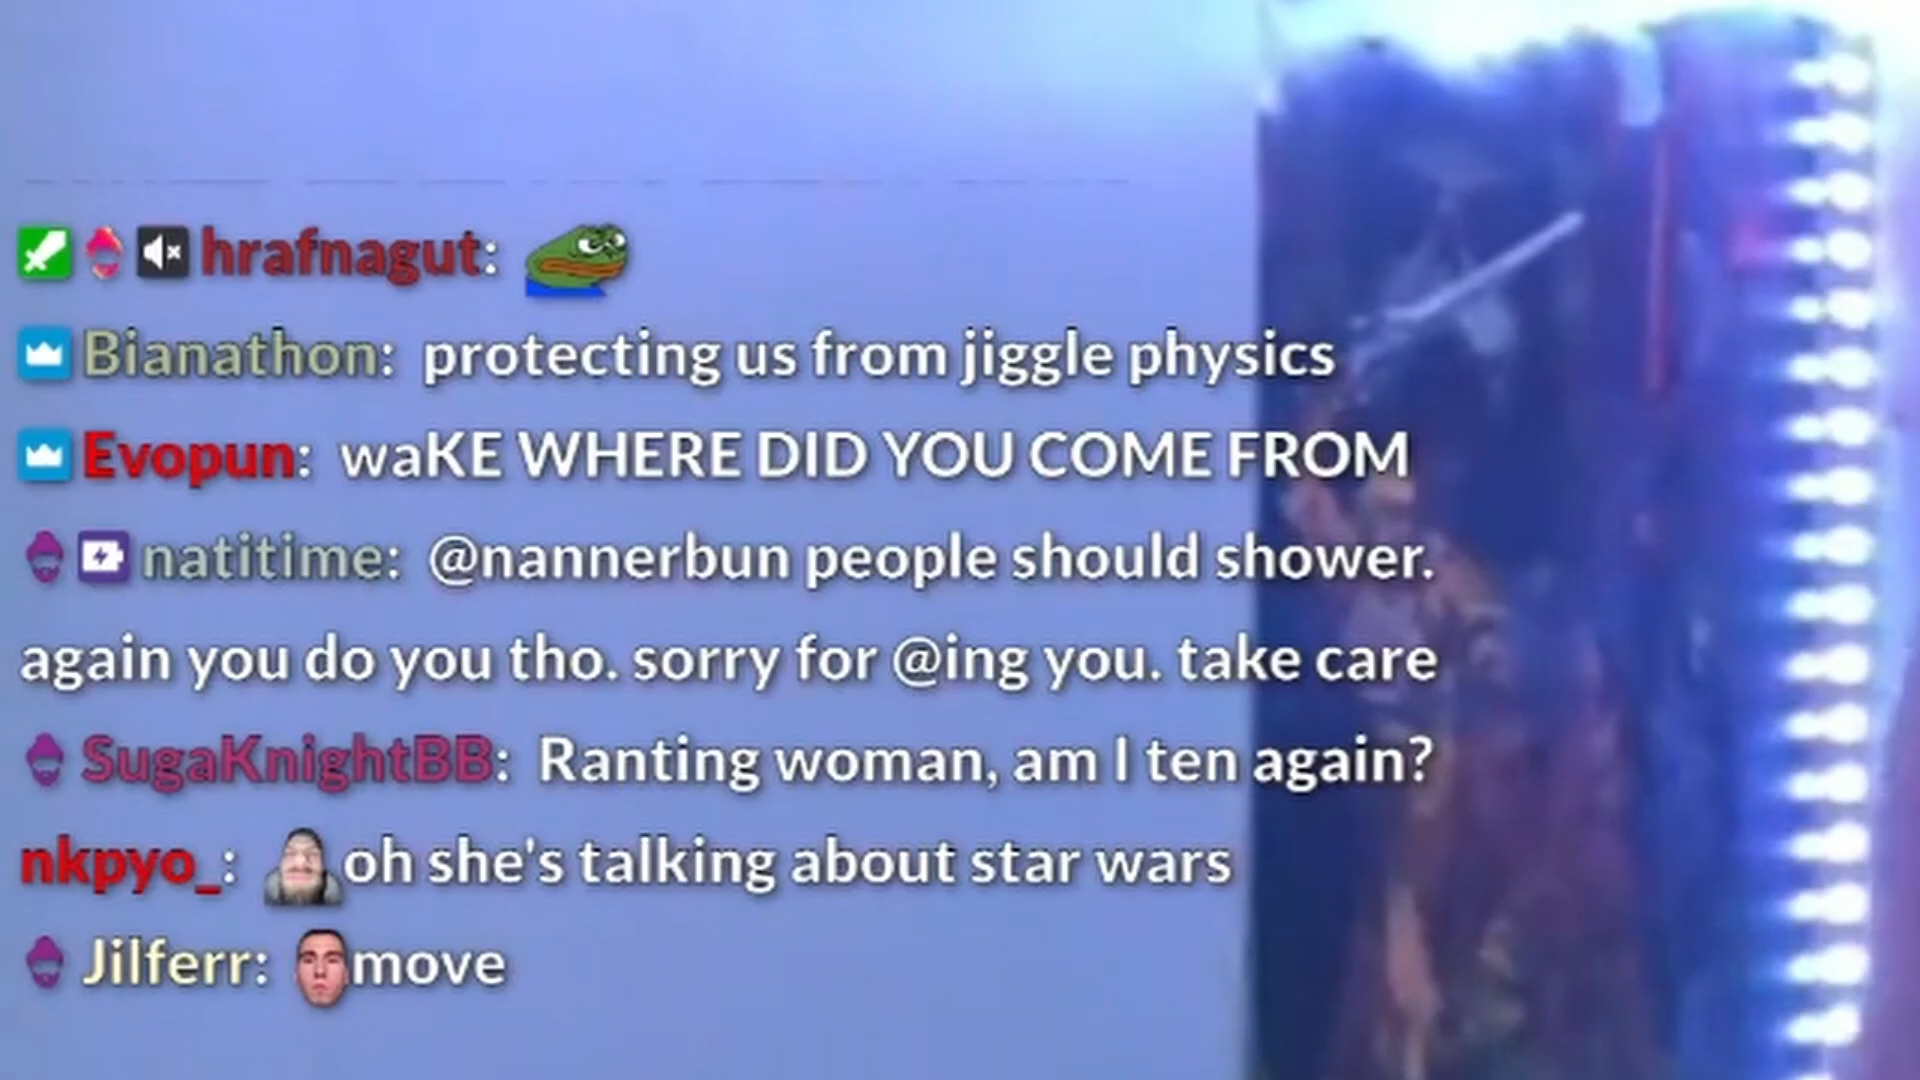 hrafnagut:
Bianathon: protecting us from jiggle physics
Evopun: waKE WHERE DID YOU COME FROM
natitime: @nannerbun people should shower.
again you do you tho. sorry for @ing you. take care
SugaKnightBB: Ranting woman, am I ten again?
nkpyo_: oh she's talking about star wars
Jilferr: move